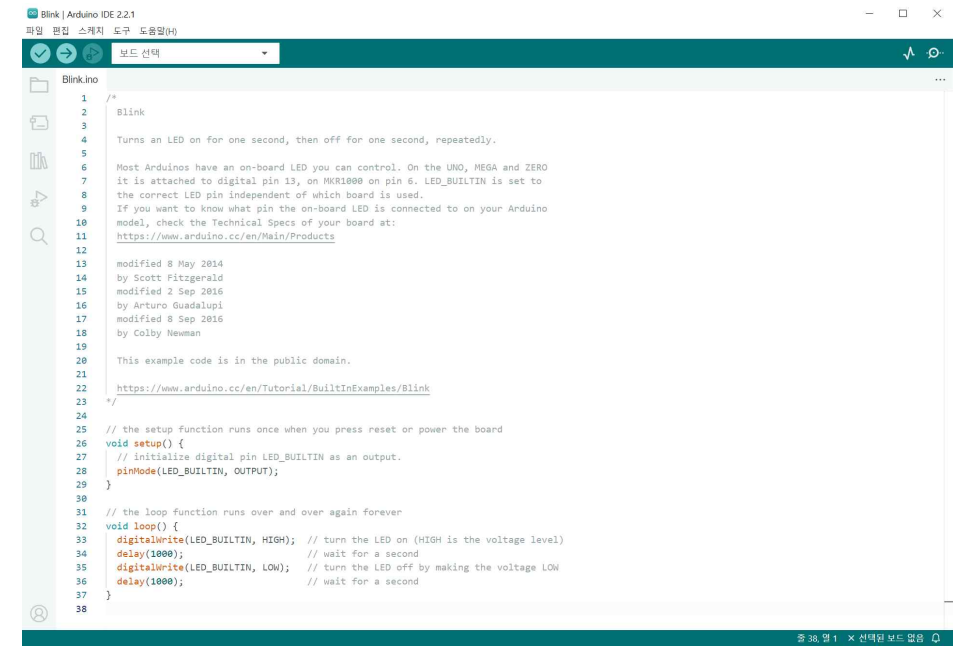 Blink | Arduino IDE 2.2.1
파일 편집 스케치 도구 도움말(H)
보드 선택
Blink.ino
1 /*
2 Blink
3
4 Turns an LED on for one second, then off for one second, repeatedly.
5
6 Most Arduinos have an on-board LED you can control. On the UNO, MEGA and ZERO
7 it is attached to digital pin 13, on MKR1000 on pin 6. LED_BUILTIN is set to
8 the correct LED pin independent of which board is used.
9 If you want to know what pin the on-board LED is connected to on your Arduino
10 model, check the Technical Specs of your board at:
11 https://www.arduino.cc/en/Main/Products
12
13 modified 8 May 2014
14 by Scott Fitzgerald
15 modified 2 Sep 2016
16 by Arturo Guadalupi
17 modified 8 Sep 2016
18 by Colby Newman
19
20 This example code is in the public domain.
21
22 https://www.arduino.cc/en/Tutorial/BuiltInExamples/Blink
23 */
24
25 // the setup function runs once when you press reset or power the board
26 void setup() {
27 // initialize digital pin LED_BUILTIN as an output.
28 pinMode(LED_BUILTIN, OUTPUT);
29 }
30
31 // the loop function runs over and over again forever
32 void loop() {
33 digitalWrite(LED_BUILTIN, HIGH); // turn the LED on (HIGH is the voltage level)
34 delay(1000); // wait for a second
35 digitalWrite(LED_BUILTIN, LOW); // turn the LED off by making the voltage LOW
36 delay(1000); // wait for a second
37 }
38
줄 38, 열 1 × 선택된 보드 없음